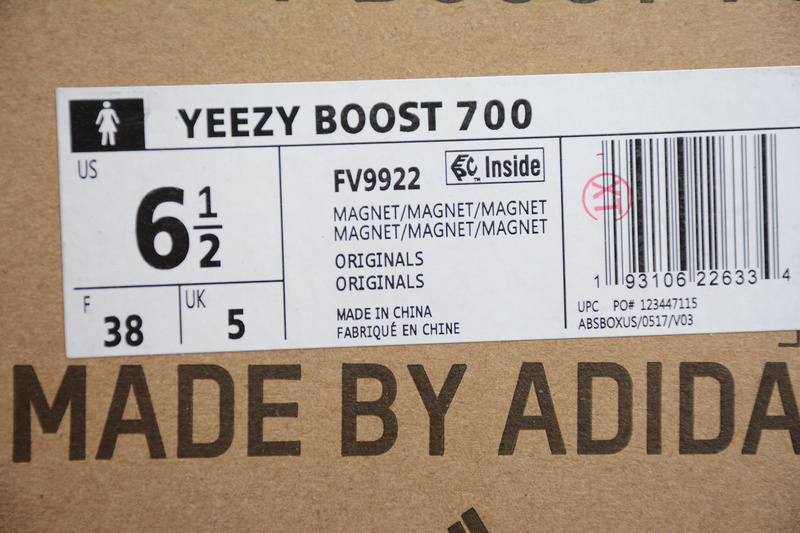 YEEZY BOOST 700
US
6 1/2
F
38
UK
5
FV9922
Inside
MAGNET/MAGNET/MAGNET
MAGNET/MAGNET/MAGNET
ORIGINALS
ORIGINALS
MADE IN CHINA
FABRIQUÉ EN CHINE
XT
1 93106 22633 4
UPC PO# 123447115
ABSBOXUS/0517/V03
MADE BY ADIDA